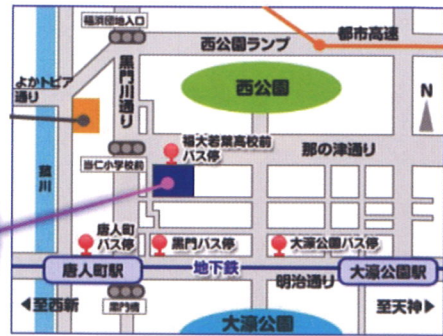 福浜団地入口
西公園ランプ
都市高速
よかトピア
通り
黒門川通り
西公園
N
福大若葉高校前
バス停
那の津通り
当仁小学校前
菰川
唐人町
バス停
黒門バス停
大濠公園バス停
唐人町駅
地下鉄
明治通り
大濠公園駅
◀至西新
黒門橋
大濠公園
至天神▶